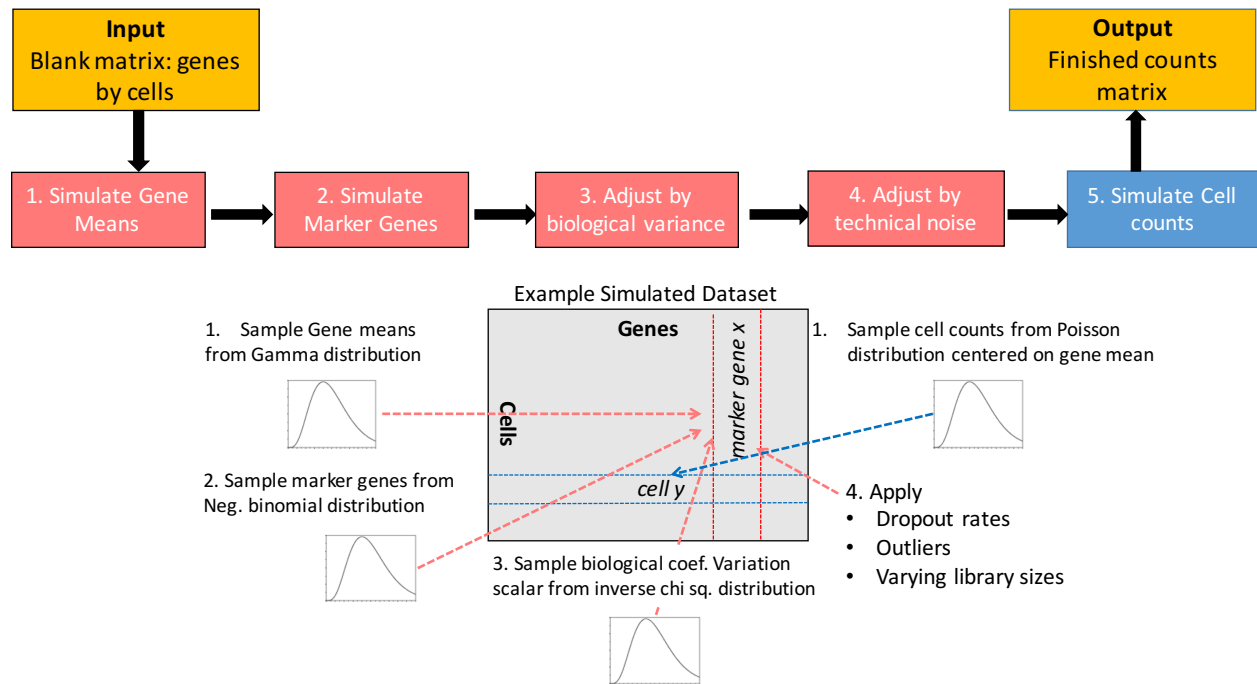 Input
Blank matrix: genes
by cells
Output
Finished counts
matrix
1. Simulate Gene
Means
2. Simulate
Marker Genes
3. Adjust by
biological variance
4. Adjust by
technical noise
5. Simulate Cell
counts
Example Simulated Dataset
1. Sample Gene means
from Gamma distribution
Genes
Cells
marker gene x
cell y
1. Sample cell counts from Poisson
distribution centered on gene mean
2. Sample marker genes from
Neg. binomial distribution
3. Sample biological coef. Variation
scalar from inverse chi sq. distribution
4. Apply
• Dropout rates
• Outliers
• Varying library sizes